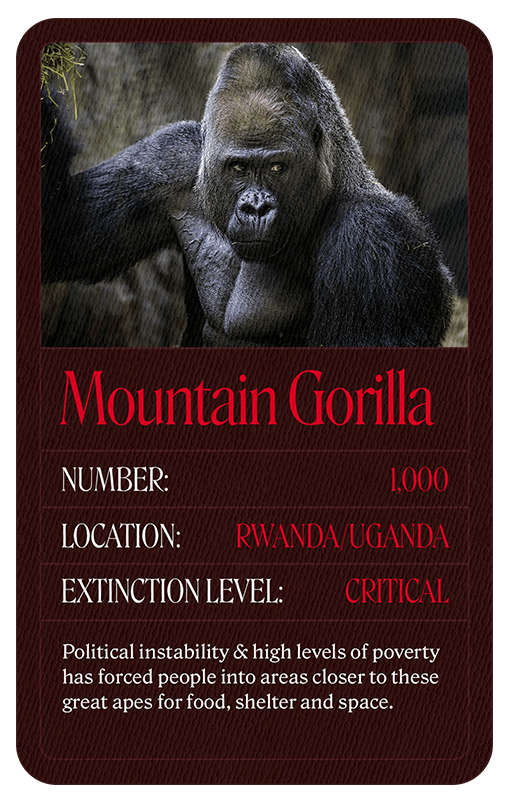 Mountain Gorilla
NUMBER: 1,000
LOCATION: RWANDA/UGANDA
EXTINCTION LEVEL: CRITICAL
Political instability & high levels of poverty
has forced people into areas closer to these
great apes for food, shelter and space.